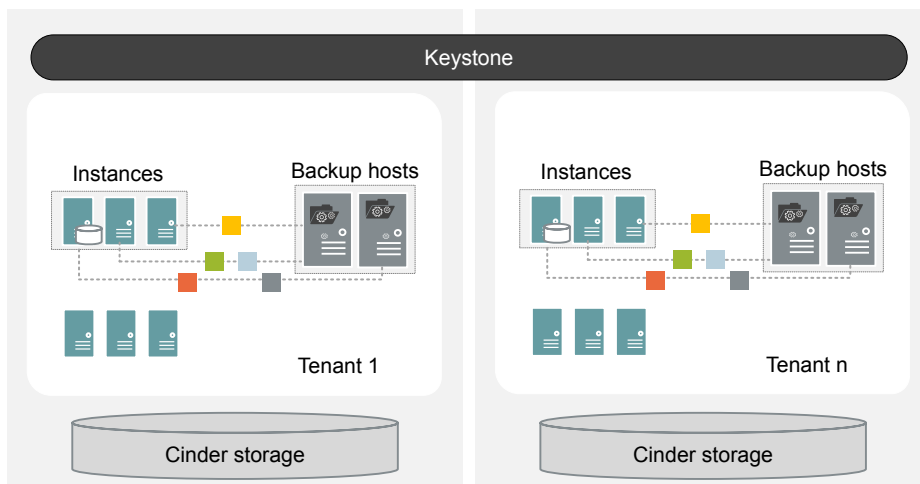 Keystone
Instances
Backup hosts
Tenant 1
Cinder storage
Instances
Backup hosts
Tenant n
Cinder storage